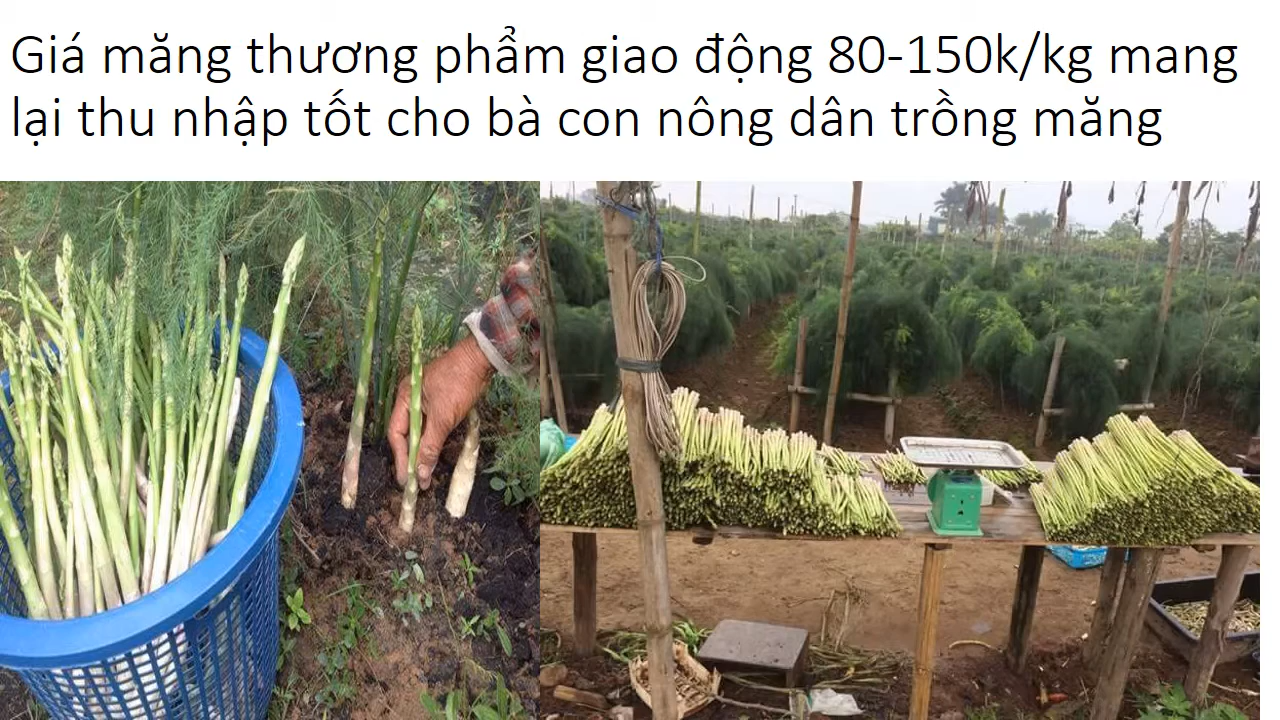 Giá măng thương phẩm giao động 80-150k/kg mang
lại thu nhập tốt cho bà con nông dân trồng măng